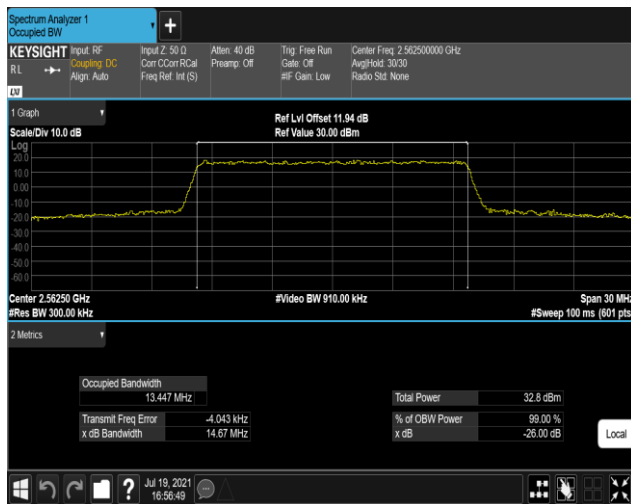 Spectrum Analyzer 1
Occupied BW
KEYSIGHT
RL
LXI
Input: RF
Coupling: DC
Align: Auto
Input Z: 50 Ω
Corr CCorr RCal
Freq Ref: Int (S)
Atten: 40 dB
Preamp: Off
Trig: Free Run
Gate: Off
#IF Gain: Low
Center Freq: 2.562500000 GHz
Avg|Hold: 30/30
Radio Std: None
1 Graph
Scale/Div 10.0 dB
Ref Lvl Offset 11.94 dB
Ref Value 30.00 dBm
Log
20.0
10.0
0.00
-10.0
-20.0
-30.0
-40.0
-50.0
-60.0
Center 2.56250 GHz
#Video BW 910.00 kHz
Span 30 MHz
#Res BW 300.00 kHz
#Sweep 100 ms (601 pts
2 Metrics
Occupied Bandwidth
13.447 MHz
Total Power 32.8 dBm
Transmit Freq Error -4.043 kHz
% of OBW Power 99.00 %
x dB Bandwidth 14.67 MHz
x dB -26.00 dB
Local
?
Jul 19, 2021
16:56:49